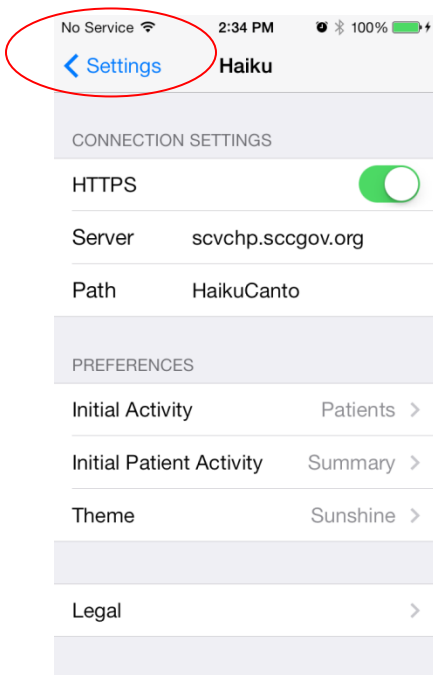 No Service 2:34 PM 100%
Settings Haiku
CONNECTION SETTINGS
HTTPS
Server scvchp.sccgov.org
Path HaikuCanto
PREFERENCES
Initial Activity Patients
Initial Patient Activity Summary
Theme Sunshine
Legal